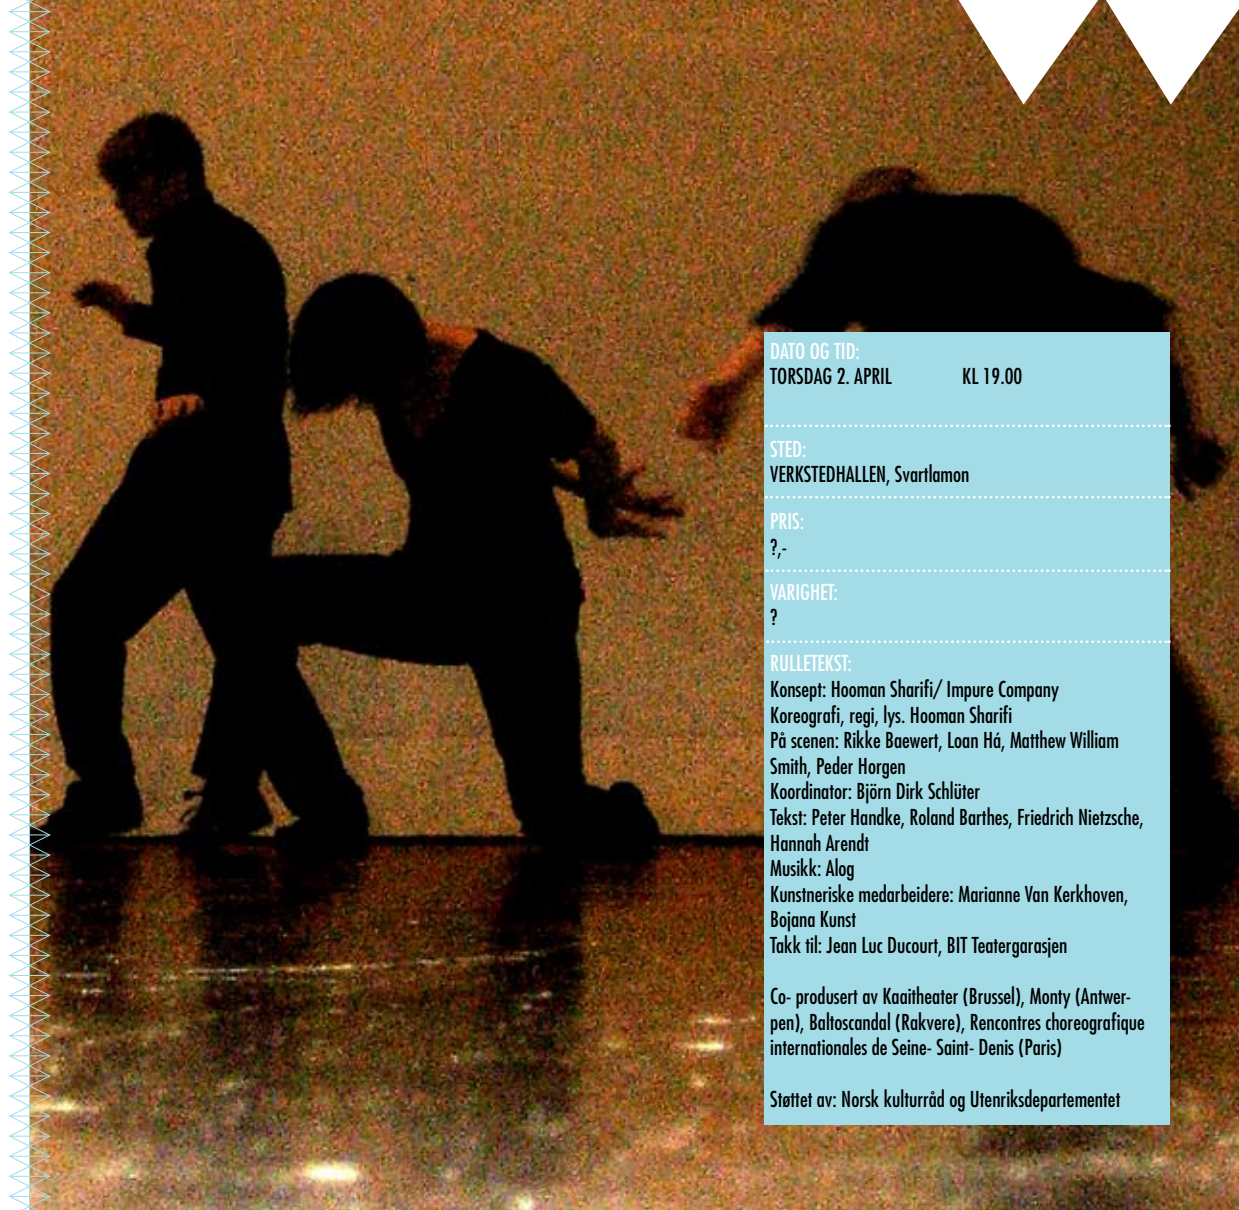 DATO OG TID:
TORSDAG 2. APRIL KL 19.00
STED:
VERKSTEDHALLEN, Svartlamon
PRIS:
?,-
VARIGHET:
?
RULLETEKST:
Konsept: Hooman Sharifi/ Impure Company
Koreografi, regi, lys. Hooman Sharifi
På scenen: Rikke Baewert, Loan Há, Matthew William
Smith, Peder Horgen
Koordinator: Björn Dirk Schlüter
Tekst: Peter Handke, Roland Barthes, Friedrich Nietzsche,
Hannah Arendt
Musikk: Alog
Kunstneriske medarbeidere: Marianne Van Kerkhoven,
Bojana Kunst
Takk til: Jean Luc Ducourt, BIT Teatergarasjen
Co- produsert av Kaaitheater (Brussel), Monty (Antwer-
pen), Baltoscandal (Rakvere), Rencontres choreografique
internationales de Seine- Saint- Denis (Paris)
Støttet av: Norsk kulturråd og Utenriksdepartementet